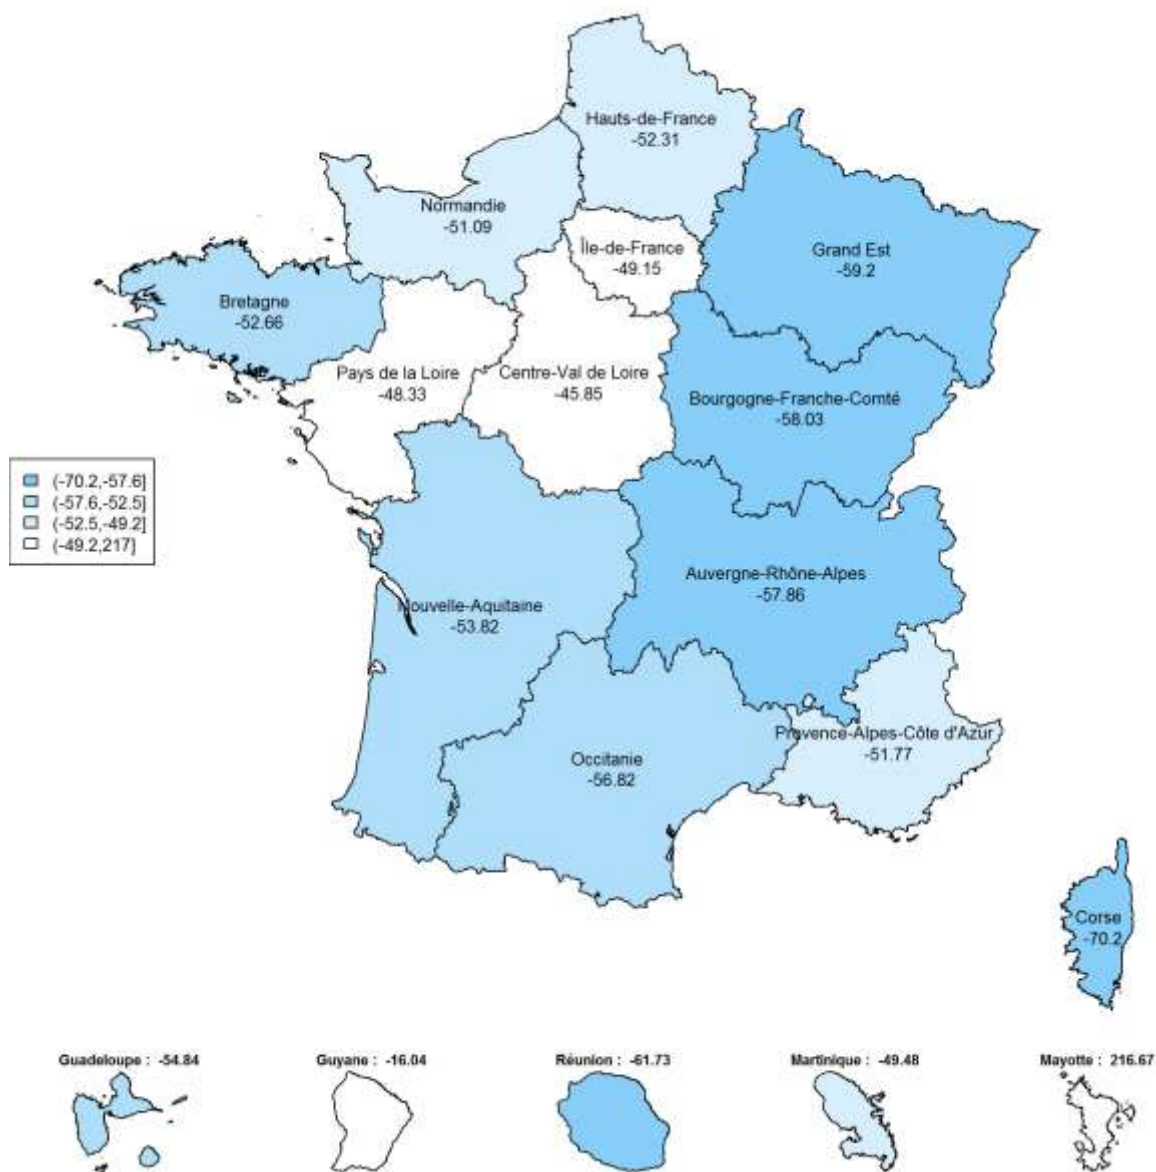 Hauts-de-France
-52.31
Normandie
-51.09
Île-de-France
-49.15
Grand Est
-59.2
Bretagne
-52.66
Pays de la Loire
-48.33
Centre-Val de Loire
-45.85
Bourgogne-Franche-Comté
-58.03
(-70.2,-57.6]
(-57.6,-52.5]
(-52.5,-49.2]
(-49.2,217]
Auvergne-Rhône-Alpes
-57.86
Nouvelle-Aquitaine
-53.82
Provence-Alpes-Côte d'Azur
-51.77
Occitanie
-56.82
Corse
-70.2
Guadeloupe : -54.84
Guyane : -16.04
Réunion : -61.73
Martinique : -49.48
Mayotte : 216.67